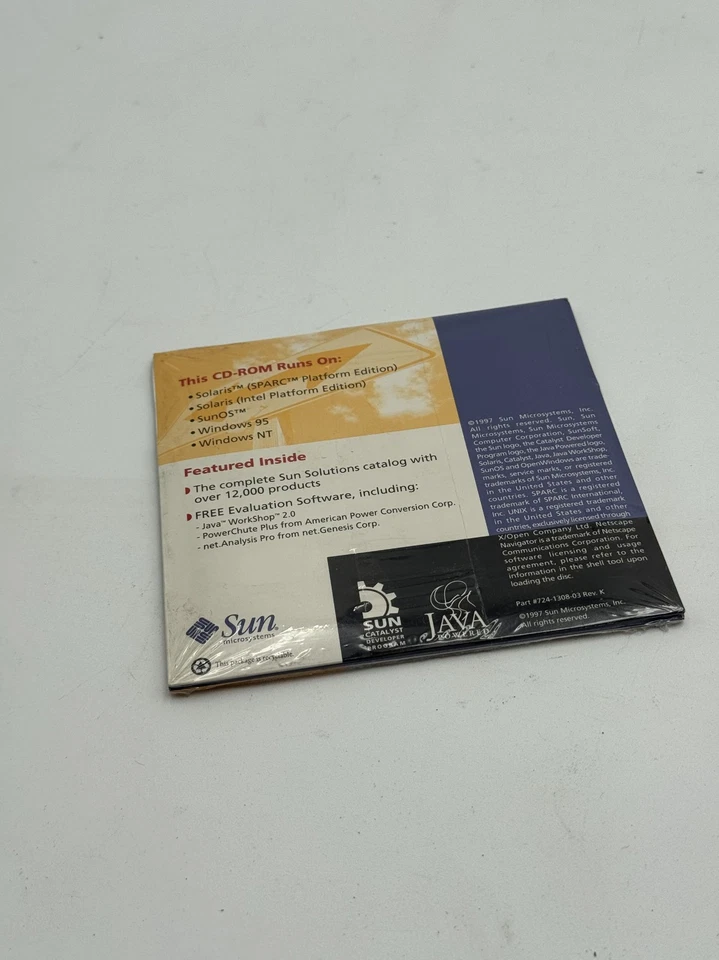 This CD-ROM Runs On:
• Solaris™ (SPARC™ Platform Edition)
• Solaris (Intel Platform Edition)
• SunOS™
• Windows 95
• Windows NT
Featured Inside
The complete Sun Solutions catalog with
over 12,000 products
FREE Evaluation Software, including:
- Java™ WorkShop™ 2.0
- PowerChute Plus from American Power Conversion Corp.
- net.Analysis Pro from net.Genesis Corp.
Sun
microsystems
This package is recyclable.
SUN
CATALYST
DEVELOPER
PROGRAM
JAVA
POWERED
©1997 Sun Microsystems, Inc.
All rights reserved. Sun, Sun
Microsystems, Sun Microsystems
Computer Corporation, SunSoft,
the Sun logo, the Catalyst Developer
Program logo, the Java Powered logo,
Solaris, Catalyst, Java, Java WorkShop,
SunOS and OpenWindows are trade-
marks, service marks, or registered
trademarks of Sun Microsystems, Inc.
in the United States and other
countries. SPARC is a registered
trademark of SPARC International,
Inc. UNIX is a registered trademark
in the United States and other
countries, exclusively licensed through
X/Open Company Ltd. Netscape
Navigator is a trademark of Netscape
Communications Corporation. For
software licensing and usage
agreement, please refer to the
information in the shell tool upon
loading the disc.
Part #724-1308-03 Rev. K
©1997 Sun Microsystems, Inc.
All rights reserved.